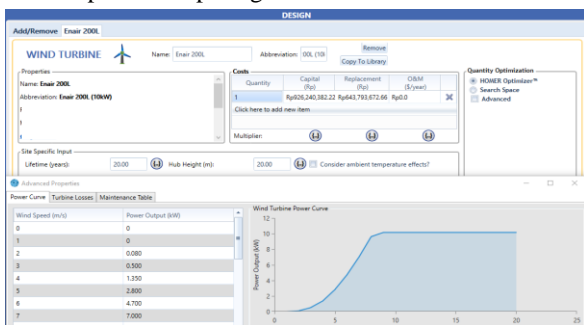 DESIGN
Add/Remove Enair 200L
WIND TURBINE Name: Enair 200L Abbreviation: 00L (10k Remove
Copy To Library
Properties
Name: Enair 200L
Abbreviation: Enair 200L (10kW)
Costs
Quantity Capital (Rp) Replacement (Rp) O&M ($/year)
1 Rp926,240,382.22 Rp643,793,672.66 Rp0.0
Click here to add new item
Multiplier:
Quantity Optimization
HOMER Optimizer™
Search Space
Advanced
Site Specific Input
Lifetime (years): 20.00 Hub Height (m): 20.00 Consider ambient temperature effects?
Advanced Properties
Power Curve Turbine Losses Maintenance Table
Wind Speed (m/s) Power Output (kW)
0 0
1 0
2 0.080
3 0.500
4 1.350
5 2.800
6 4.700
7 7.000
Wind Turbine Power Curve
Power Output (kW)
12
10
8
6
4
2
0
0 5 10 15 20 25